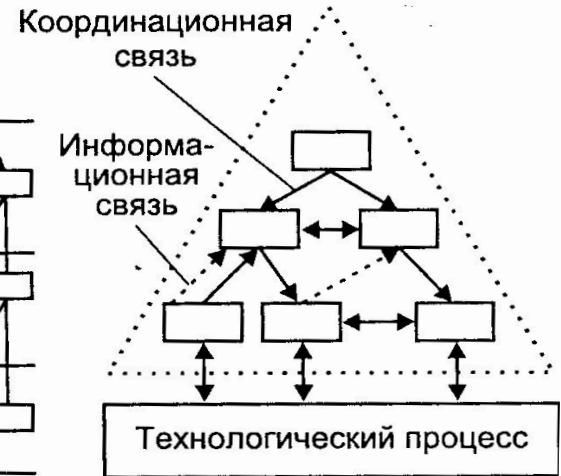 Координационная
связь
Информа-
ционная
связь
Технологический процесс